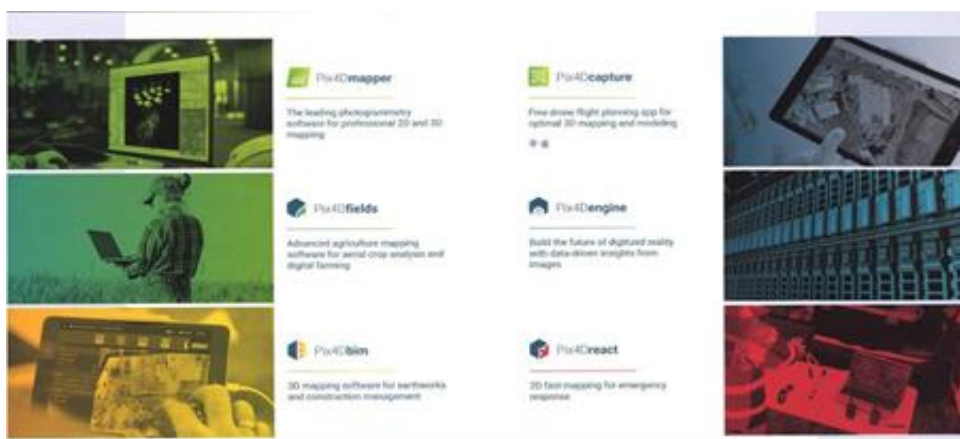 Pix4Dmapper
The leading photogrammetry
software for professional 2D and 3D
mapping
Pix4Dcapture
Free drone flight planning app for
optimal 3D mapping and modeling
Pix4Dfields
Advanced agriculture mapping
software for aerial crop analysis and
digital farming
Pix4Dengine
Build the future of digitized reality
with data-driven insights from
images
Pix4Dbim
3D mapping software for earthworks
and construction management
Pix4Dreact
2D fast-mapping for emergency
response